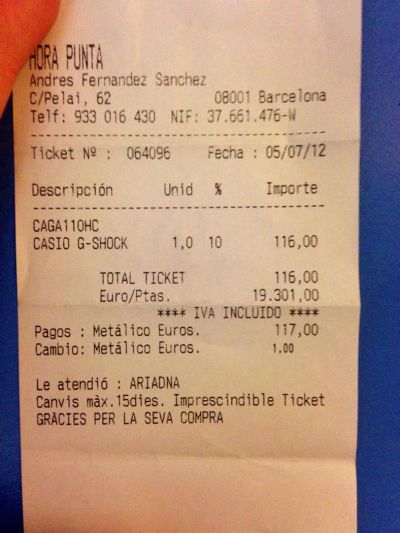 HORA PUNTA
Andres Fernandez Sanchez
C/Pelai, 62 08001 Barcelona
Telf: 933 016 430 NIF: 37.661.476-W
Ticket Nº : 064096 Fecha : 05/07/12
Descripción Unid % Importe
CAGA110HC
CASIO G-SHOCK 1,0 10 116,00
TOTAL TICKET 116,00
Euro/Ptas. 19.301,00
**** IVA INCLUIDO ****
Pagos : Metálico Euros. 117,00
Cambio: Metálico Euros. 1,00
Le atendió : ARIADNA
Canvis màx.15dies. Imprescindible Ticket
GRÀCIES PER LA SEVA COMPRA